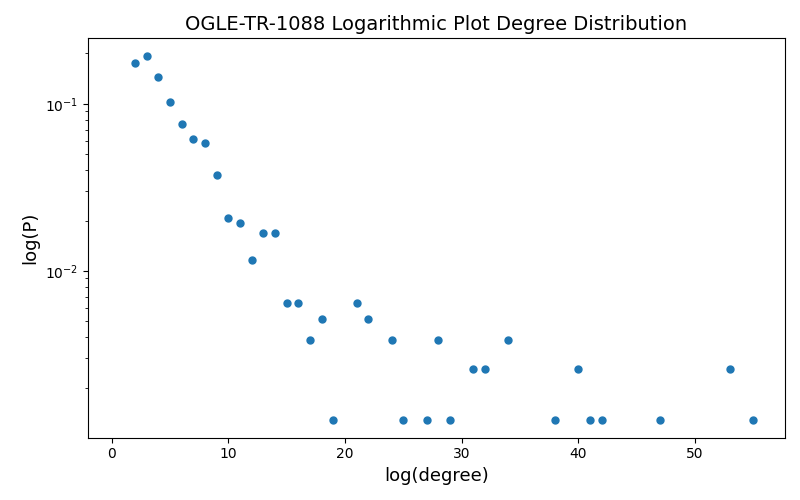 OGLE-TR-1088 Logarithmic Plot Degree Distribution
log(P)
10⁻¹
10⁻²
0 10 20 30 40 50
log(degree)